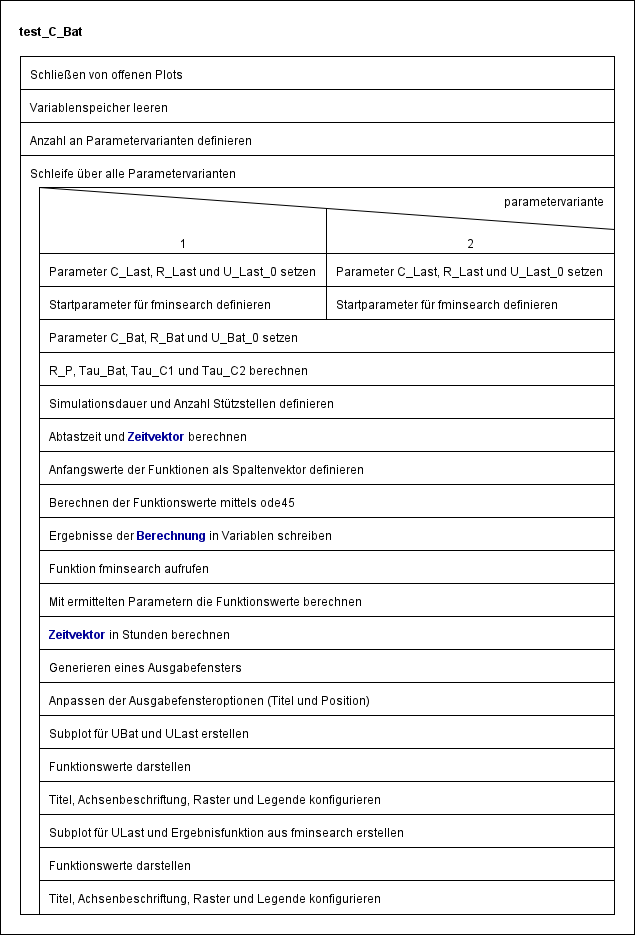 test_C_Bat
Schließen von offenen Plots
Variablenspeicher leeren
Anzahl an Parametervarianten definieren
Schleife über alle Parametervarianten
parametervariante
1
2
Parameter C_Last, R_Last und U_Last_0 setzen
Parameter C_Last, R_Last und U_Last_0 setzen
Startparameter für fminsearch definieren
Startparameter für fminsearch definieren
Parameter C_Bat, R_Bat und U_Bat_0 setzen
R_P, Tau_Bat, Tau_C1 und Tau_C2 berechnen
Simulationsdauer und Anzahl Stützstellen definieren
Abtastzeit und Zeitvektor berechnen
Anfangswerte der Funktionen als Spaltenvektor definieren
Berechnen der Funktionswerte mittels ode45
Ergebnisse der Berechnung in Variablen schreiben
Funktion fminsearch aufrufen
Mit ermittelten Parametern die Funktionswerte berechnen
Zeitvektor in Stunden berechnen
Generieren eines Ausgabefensters
Anpassen der Ausgabefensteroptionen (Titel und Position)
Subplot für UBat und ULast erstellen
Funktionswerte darstellen
Titel, Achsenbeschriftung, Raster und Legende konfigurieren
Subplot für ULast und Ergebnisfunktion aus fminsearch erstellen
Funktionswerte darstellen
Titel, Achsenbeschriftung, Raster und Legende konfigurieren